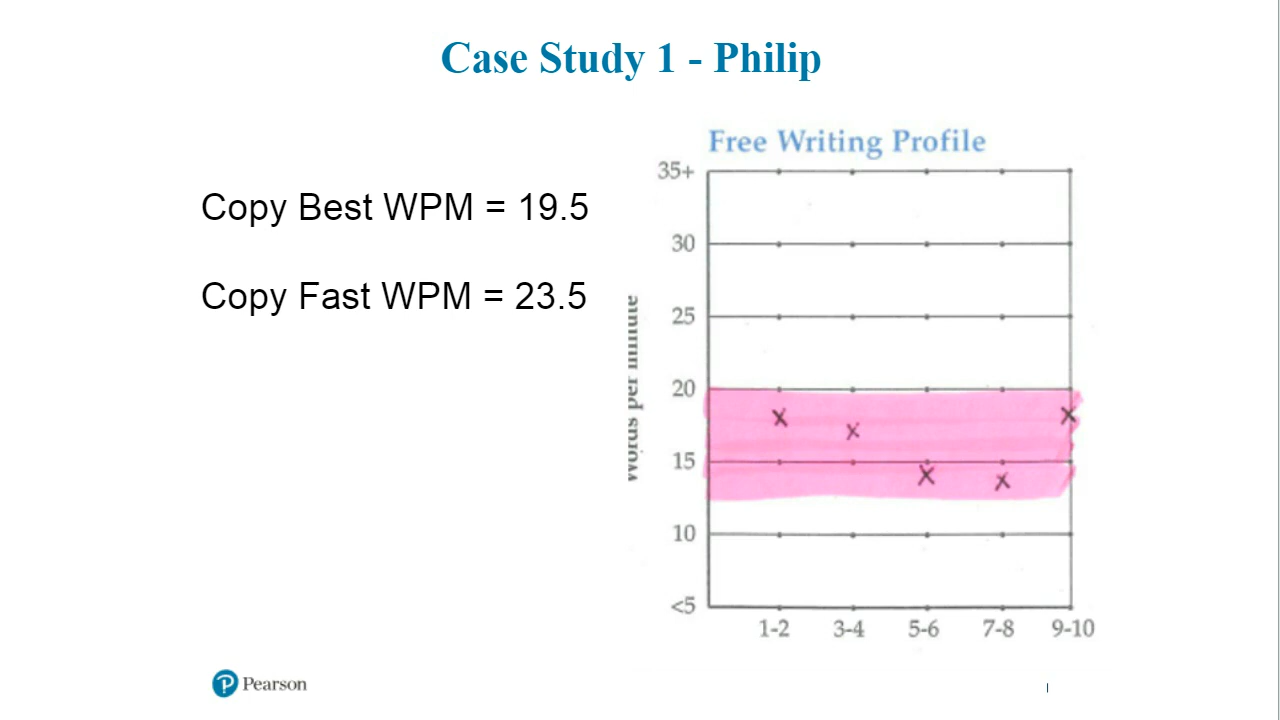 Case Study 1 - Philip
Copy Best WPM = 19.5
Copy Fast WPM = 23.5
Free Writing Profile
Words per minute
35+
30
25
20
15
10
<5
1-2 3-4 5-6 7-8 9-10
Pearson